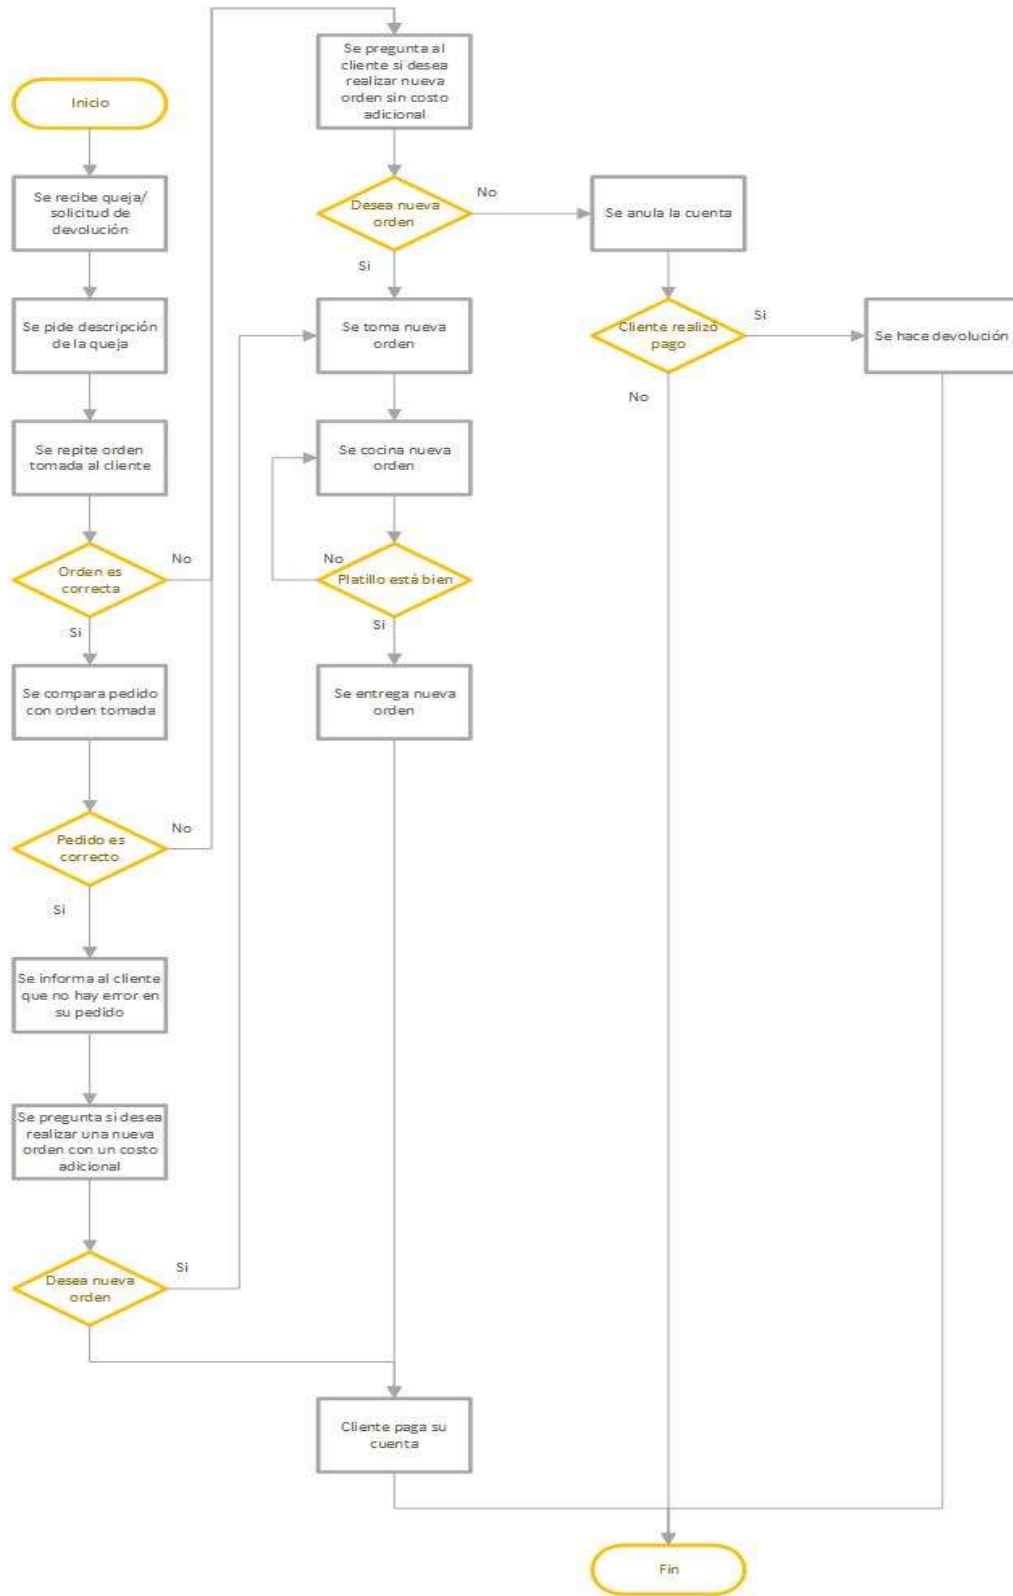 Inicio
Se recibe queja/
solicitud de
devolución
Se pide descripción
de la queja
Se repite orden
tomada al cliente
Orden es
correcta
No
Si
Se compara pedido
con orden tomada
Pedido es
correcto
No
Si
Se informa al cliente
que no hay error en
su pedido
Se pregunta si desea
realizar una nueva
orden con un costo
adicional
Desea nueva
orden
Si
Se pregunta al
cliente si desea
realizar nueva
orden sin costo
adicional
Desea nueva
orden
No
Si
Se toma nueva
orden
Se cocina nueva
orden
Platillo está bien
No
Si
Se entrega nueva
orden
Cliente paga su
cuenta
Se anula la cuenta
Cliente realizó
pago
Si
No
Se hace devolución
Fin